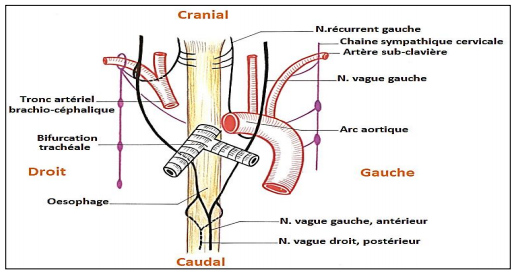 Cranial
N.récurrent gauche
Chaine sympathique cervicale
Artère sub-clavière
N. vague gauche
Tronc artériel
brachio-céphalique
Bifurcation
trachéale
Arc aortique
Droit
Gauche
Oesophage
N. vague gauche, antérieur
N. vague droit, postérieur
Caudal